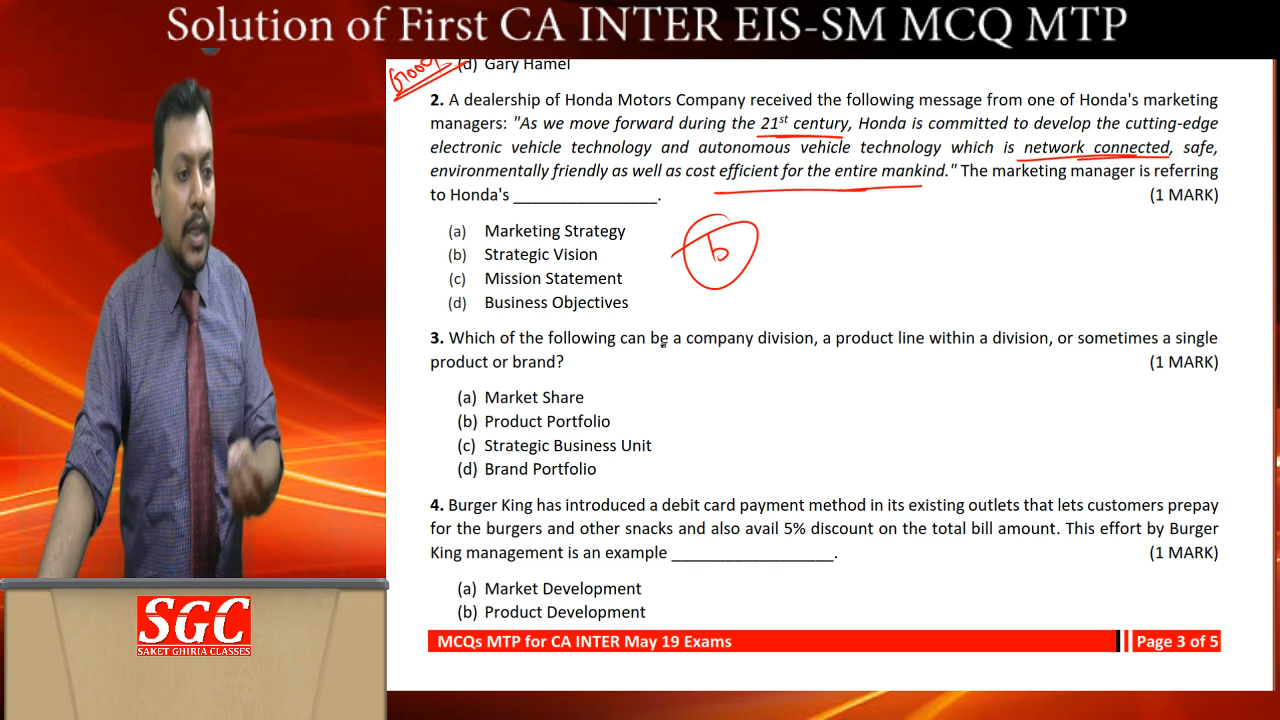 Solution of First CA INTER EIS-SM MCQ MTP
(d) Gary Hamel
2. A dealership of Honda Motors Company received the following message from one of Honda's marketing
managers: "As we move forward during the 21st century, Honda is committed to develop the cutting-edge
electronic vehicle technology and autonomous vehicle technology which is network connected, safe,
environmentally friendly as well as cost efficient for the entire mankind." The marketing manager is referring
to Honda's ________________. (1 MARK)
(a) Marketing Strategy
(b) Strategic Vision
(c) Mission Statement
(d) Business Objectives
b
3. Which of the following can be a company division, a product line within a division, or sometimes a single
product or brand? (1 MARK)
(a) Market Share
(b) Product Portfolio
(c) Strategic Business Unit
(d) Brand Portfolio
4. Burger King has introduced a debit card payment method in its existing outlets that lets customers prepay
for the burgers and other snacks and also avail 5% discount on the total bill amount. This effort by Burger
King management is an example __________________. (1 MARK)
(a) Market Development
(b) Product Development
MCQs MTP for CA INTER May 19 Exams Page 3 of 5
SGC
SAKET GHIRIA CLASSES